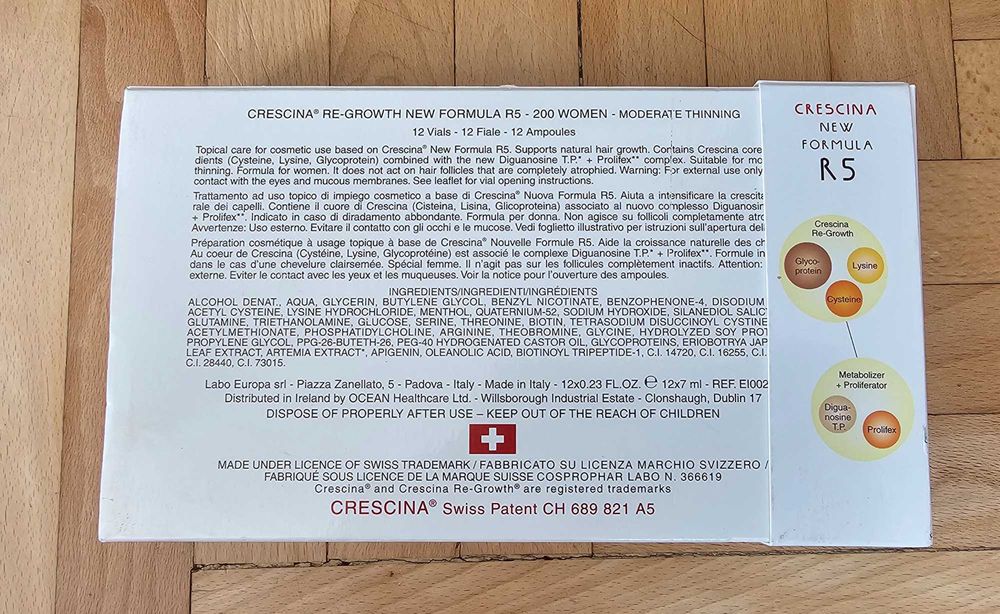 CRESCINA® RE-GROWTH NEW FORMULA R5 - 200 WOMEN - MODERATE THINNING
12 Vials - 12 Fiale - 12 Ampoules
Topical care for cosmetic use based on Crescina® New Formula R5. Supports natural hair growth. Contains Crescina core
dients (Cysteine, Lysine, Glycoprotein) combined with the new Diguanosine T.P.* + Prolifex** complex. Suitable for mo
thinning. Formula for women. It does not act on hair follicles that are completely atrophied. Warning: For external use only
contact with the eyes and mucous membranes. See leaflet for vial opening instructions.
Trattamento ad uso topico di impiego cosmetico a base di Crescina® Nuova Formula R5. Aiuta a intensificare la crescita
rale dei capelli. Contiene il cuore di Crescina (Cisteina, Lisina, Glicoproteina) associato al nuovo complesso Diguanosin
+ Prolifex**. Indicato in caso di diradamento abbondante. Formula per donna. Non agisce su follicoli completamente atro
Avvertenze: Uso esterno. Evitare il contatto con gli occhi e le mucose. Vedi foglietto illustrativo per istruzioni sull'apertura del
Préparation cosmétique à usage topique à base de Crescina® Nouvelle Formule R5. Aide la croissance naturelle des ch
Au coeur de Crescina (Cystéine, Lysine, Glycoprotéine) est associé le complexe Diguanosine T.P.* + Prolifex**. Formule in
dans le cas d'une chevelure clairsemée. Spécial femme. Il n'agit pas sur les follicules complètement inactifs. Attention:
externe. Eviter le contact avec les yeux et les muqueuses. Voir la notice pour l'ouverture des ampoules.
INGREDIENTS/INGREDIENTI/INGRÉDIENTS
ALCOHOL DENAT., AQUA, GLYCERIN, BUTYLENE GLYCOL, BENZYL NICOTINATE, BENZOPHENONE-4, DISODIUM
ACETYL CYSTEINE, LYSINE HYDROCHLORIDE, MENTHOL, QUATERNIUM-52, SODIUM HYDROXIDE, SILANEDIOL SALIC
GLUTAMINE, TRIETHANOLAMINE, GLUCOSE, SERINE, THREONINE, BIOTIN, TETRASODIUM DISUCCINOYL CYSTINE
ACETYLMETHIONATE, PHOSPHATIDYLCHOLINE, ARGININE, THEOBROMINE, GLYCINE, HYDROLYZED SOY PROT
PROPYLENE GLYCOL, PPG-26-BUTETH-26, PEG-40 HYDROGENATED CASTOR OIL, GLYCOPROTEINS, ERIOBOTRYA JAP
LEAF EXTRACT, ARTEMIA EXTRACT*, APIGENIN, OLEANOLIC ACID, BIOTINOYL TRIPEPTIDE-1, C.I. 14720, C.I. 16255, C.I.
C.I. 28440, C.I. 73015.
Labo Europa srl - Piazza Zanellato, 5 - Padova - Italy - Made in Italy - 12x0.23 FL.OZ. ℮ 12x7 ml - REF. EI002
Distributed in Ireland by OCEAN Healthcare Ltd. - Willsborough Industrial Estate - Clonshaugh, Dublin 17
DISPOSE OF PROPERLY AFTER USE – KEEP OUT OF THE REACH OF CHILDREN
MADE UNDER LICENCE OF SWISS TRADEMARK / FABBRICATO SU LICENZA MARCHIO SVIZZERO /
FABRIQUÉ SOUS LICENCE DE LA MARQUE SUISSE COSPROPHAR LABO N. 366619
Crescina® and Crescina Re-Growth® are registered trademarks
CRESCINA® Swiss Patent CH 689 821 A5
CRESCINA
NEW
FORMULA
R5
Crescina
Re-Growth
Glyco-
protein
Lysine
Cysteine
Metabolizer
+ Proliferator
Digua-
nosine
T.P.
Prolifex